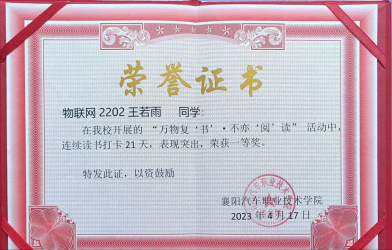 荣誉证书
物联网 2202 王若雨 同学：
在我校开展的“万物复‘书’·不亦‘阅’读”活动中，
连续读书打卡 21 天，表现突出，荣获一等奖。
特发此证，以资鼓励
襄阳汽车职业技术学院
2023 年 4 月 17 日